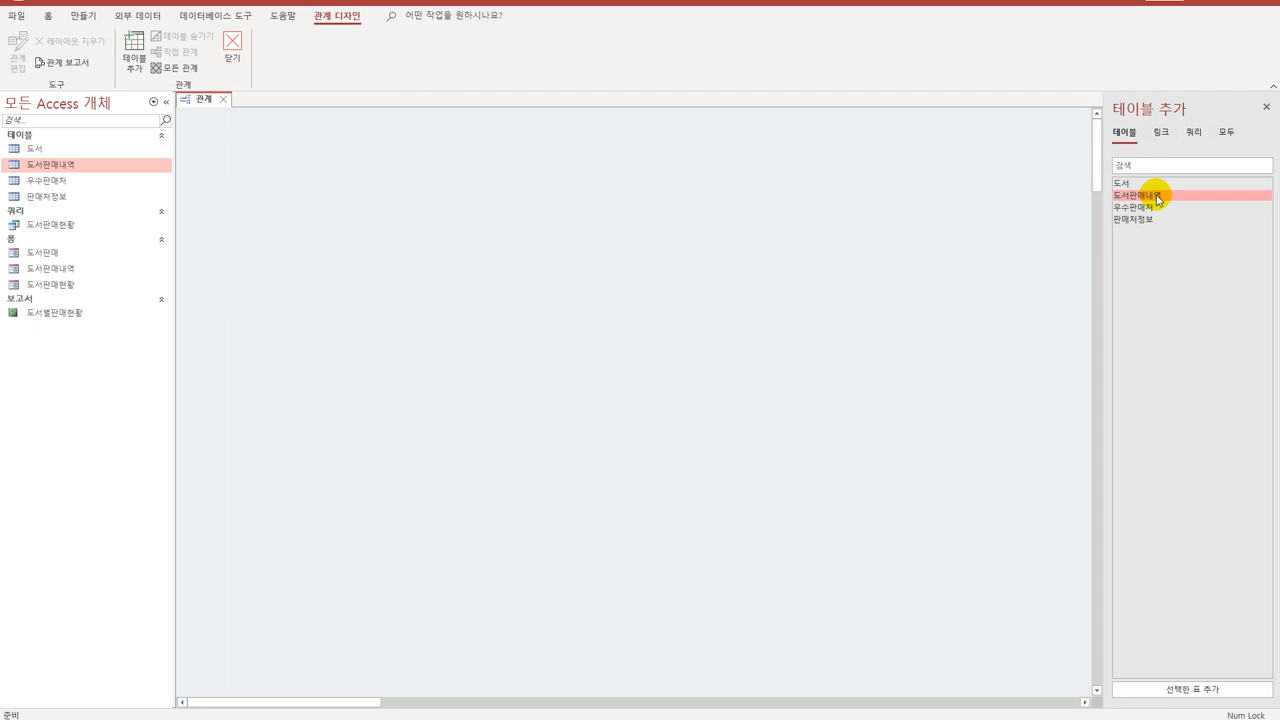 파일 홈 만들기 외부 데이터 데이터베이스 도구 도움말 관계 디자인 어떤 작업을 원하시나요?
관계 편집
레이아웃 지우기
관계 보고서
도구
테이블 추가
테이블 숨기기
직접 관계
모든 관계
닫기
관계
모든 Access 개체
검색...
테이블
도서
도서판매내역
우수판매처
판매처정보
쿼리
도서판매현황
폼
도서판매
도서판매내역
도서판매현황
보고서
도서별판매현황
관계
테이블 추가
테이블 링크 쿼리 모두
검색
도서
도서판매내역
우수판매처
판매처정보
선택한 표 추가
준비
Num Lock